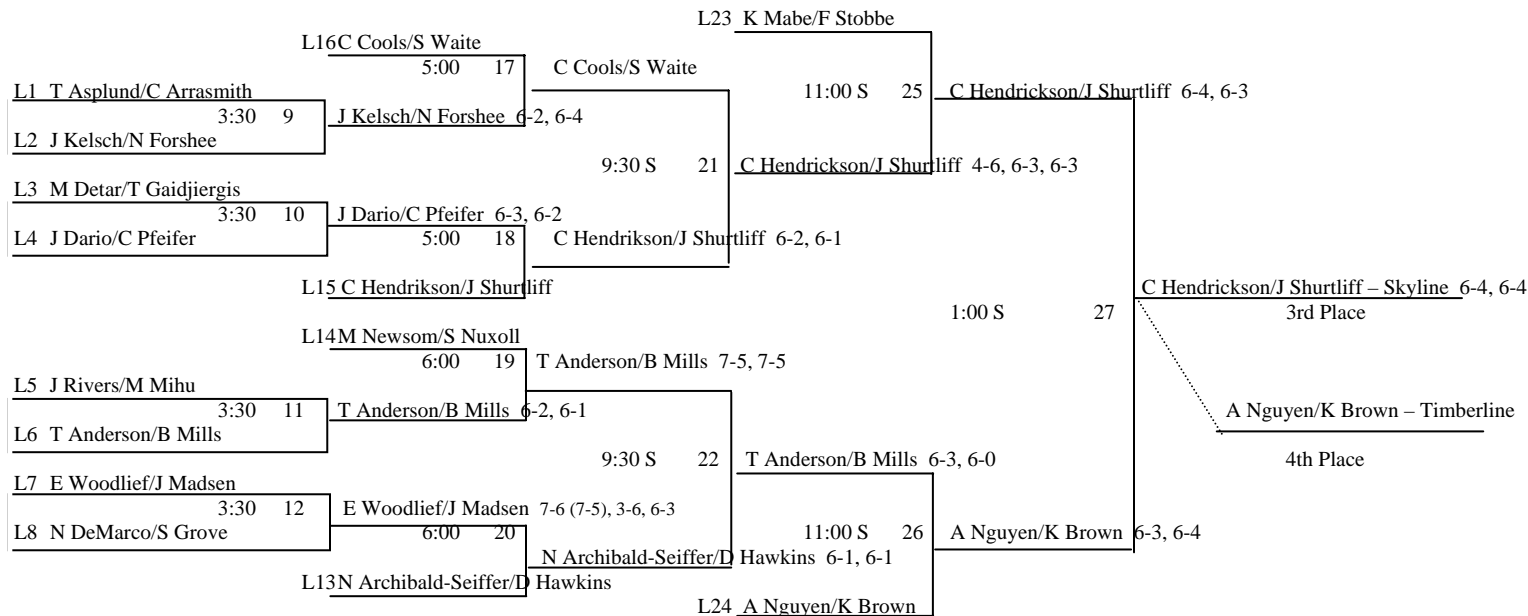 L23 K Mabe/F Stobbe
L16 C Cools/S Waite
5:00 17 C Cools/S Waite
L1 T Asplund/C Arrasmith 11:00 S 25 C Hendrickson/J Shurtliff 6-4, 6-3
3:30 9 J Kelsch/N Forshee 6-2, 6-4
L2 J Kelsch/N Forshee
9:30 S 21 C Hendrickson/J Shurtliff 4-6, 6-3, 6-3
L3 M Detar/T Gaidjiergis
3:30 10 J Dario/C Pfeifer 6-3, 6-2
L4 J Dario/C Pfeifer 5:00 18 C Hendrikson/J Shurtliff 6-2, 6-1
L15 C Hendrikson/J Shurtliff C Hendrickson/J Shurtliff – Skyline 6-4, 6-4
1:00 S 27 3rd Place
L14 M Newsom/S Nuxoll
6:00 19 T Anderson/B Mills 7-5, 7-5
L5 J Rivers/M Mihu
3:30 11 T Anderson/B Mills 6-2, 6-1 A Nguyen/K Brown – Timberline
L6 T Anderson/B Mills
9:30 S 22 T Anderson/B Mills 6-3, 6-0 4th Place
L7 E Woodlief/J Madsen
3:30 12 E Woodlief/J Madsen 7-6 (7-5), 3-6, 6-3
L8 N DeMarco/S Grove 6:00 20 11:00 S 26 A Nguyen/K Brown 6-3, 6-4
N Archibald-Seiffer/D Hawkins 6-1, 6-1
L13 N Archibald-Seiffer/D Hawkins
L24 A Nguyen/K Brown